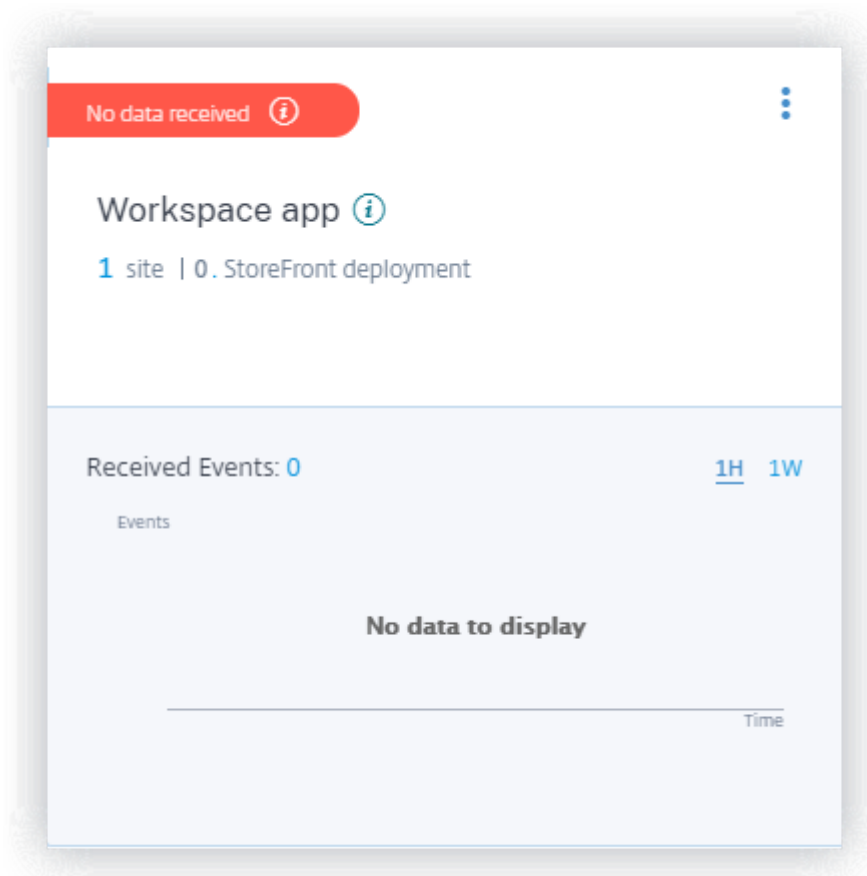 No data received
Workspace app
1 site | 0. StoreFront deployment
Received Events: 0 1H 1W
Events
No data to display
Time